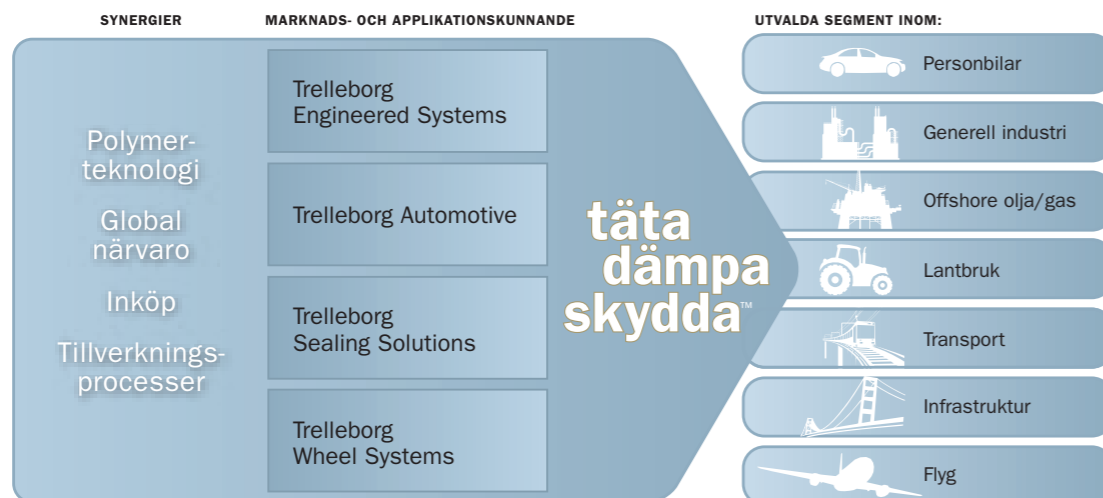 SYNERGIER
MARKNADS- OCH APPLIKATIONSKUNNANDE
UTVALDA SEGMENT INOM:
Polymer-
teknologi
Global
närvaro
Inköp
Tillverknings-
processer
Trelleborg
Engineered Systems
Trelleborg Automotive
Trelleborg
Sealing Solutions
Trelleborg
Wheel Systems
täta
dämpa
skydda™
Personbilar
Generell industri
Offshore olja/gas
Lantbruk
Transport
Infrastruktur
Flyg